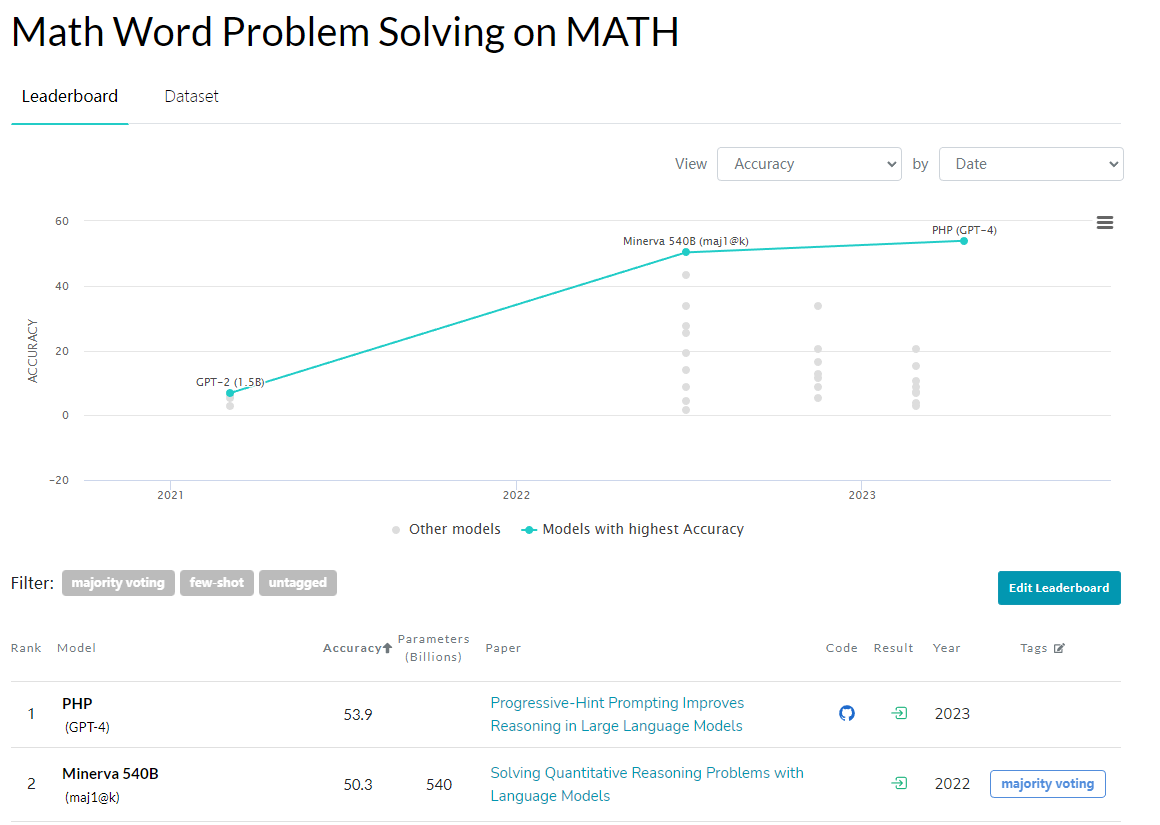 Math Word Problem Solving on MATH
Leaderboard Dataset
View Accuracy by Date
60
40
20
0
-20
ACCURACY
Minerva 540B (maj1@k)
PHP (GPT-4)
GPT-2 (1.5B)
2021 2022 2023
Other models Models with highest Accuracy
Filter: majority voting few-shot untagged
Edit Leaderboard
Rank Model Accuracy Parameters (Billions) Paper Code Result Year Tags
1 PHP (GPT-4) 53.9 Progressive-Hint Prompting Improves Reasoning in Large Language Models 2023
2 Minerva 540B (maj1@k) 50.3 540 Solving Quantitative Reasoning Problems with Language Models 2022 majority voting